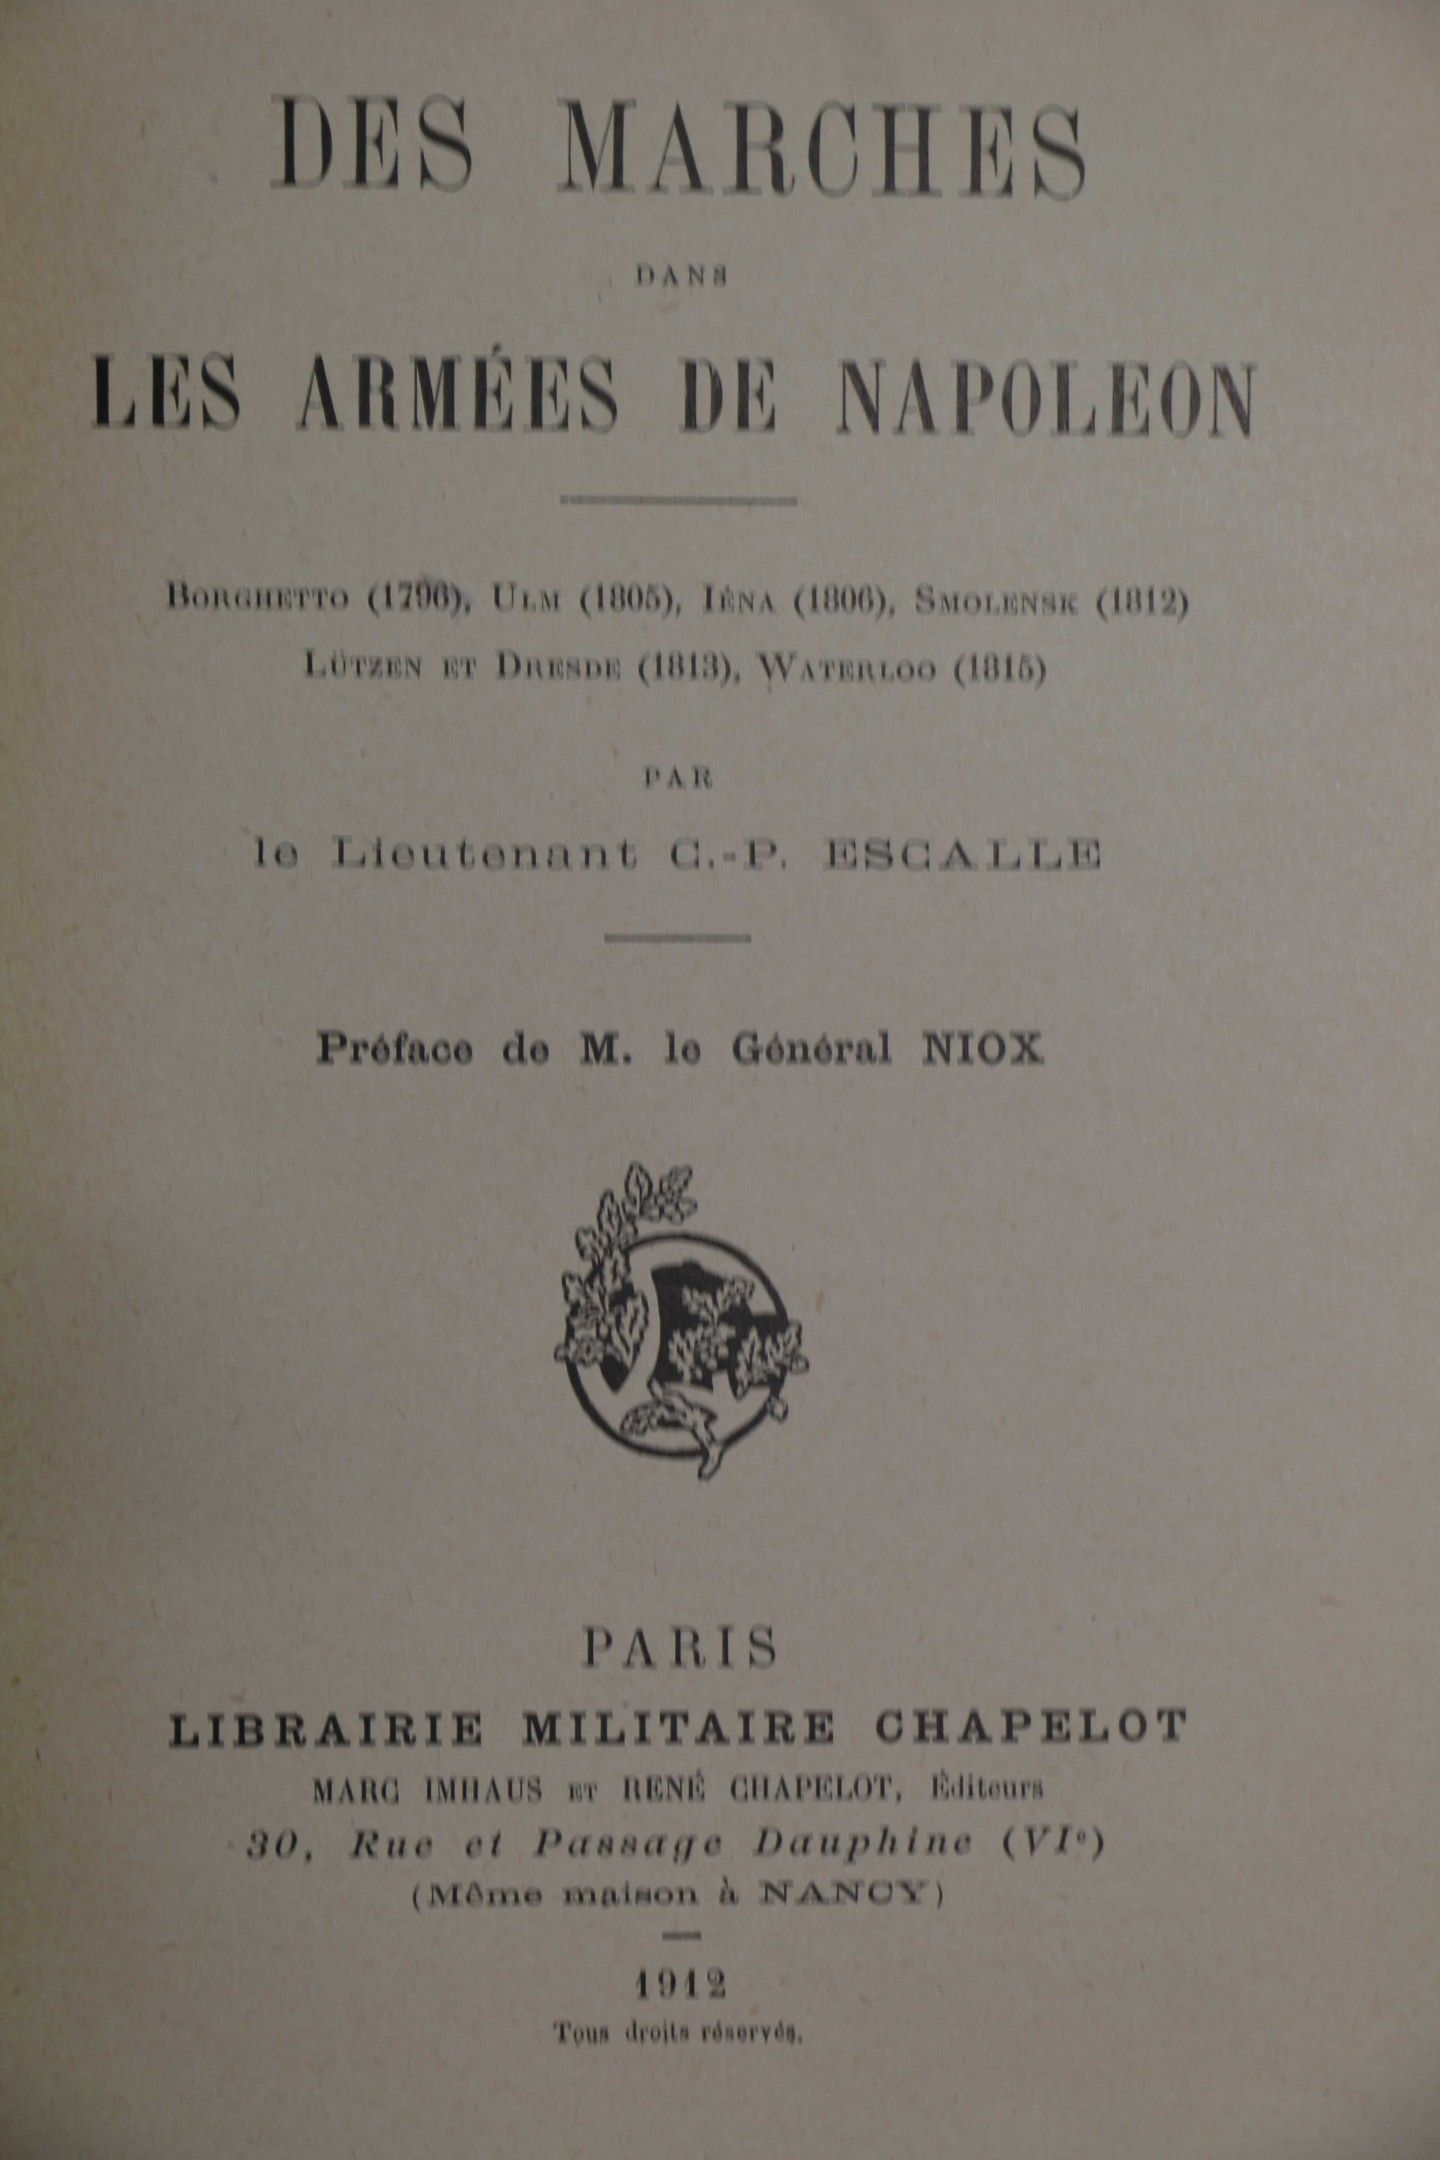 DES MARCHES
DANS
LES ARMÉES DE NAPOLEON
BORGHETTO (1796), ULM (1805), IÉNA (1806), SMOLENSK (1812)
LÜTZEN ET DRESDE (1813), WATERLOO (1815)
PAR
le Lieutenant C.-P. ESCALLE
Préface de M. le Général NIOX
PARIS
LIBRAIRIE MILITAIRE CHAPELOT
MARC IMHAUS ET RENÉ CHAPELOT, Éditeurs
30, Rue et Passage Dauphine (VIe)
(Même maison à NANCY)
1912
Tous droits réservés.